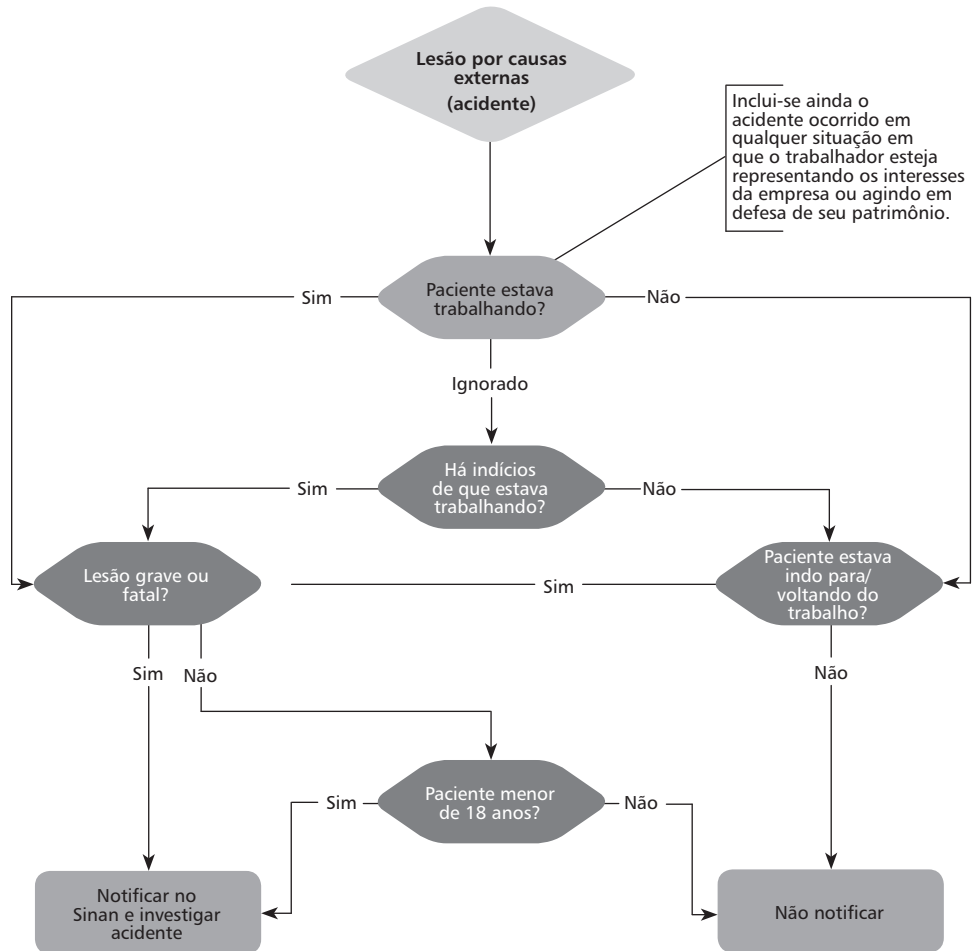 Lesão por causas
externas
(acidente)
Inclui-se ainda o
acidente ocorrido em
qualquer situação em
que o trabalhador esteja
representando os interesses
da empresa ou agindo em
defesa de seu patrimônio.
Sim
Paciente estava
trabalhando?
Não
Ignorado
Sim
Há indícios
de que estava
trabalhando?
Não
Lesão grave ou
fatal?
Sim
Paciente estava
indo para/
voltando do
trabalho?
Sim
Não
Não
Sim
Paciente menor
de 18 anos?
Não
Notificar no
Sinan e investigar
acidente
Não notificar